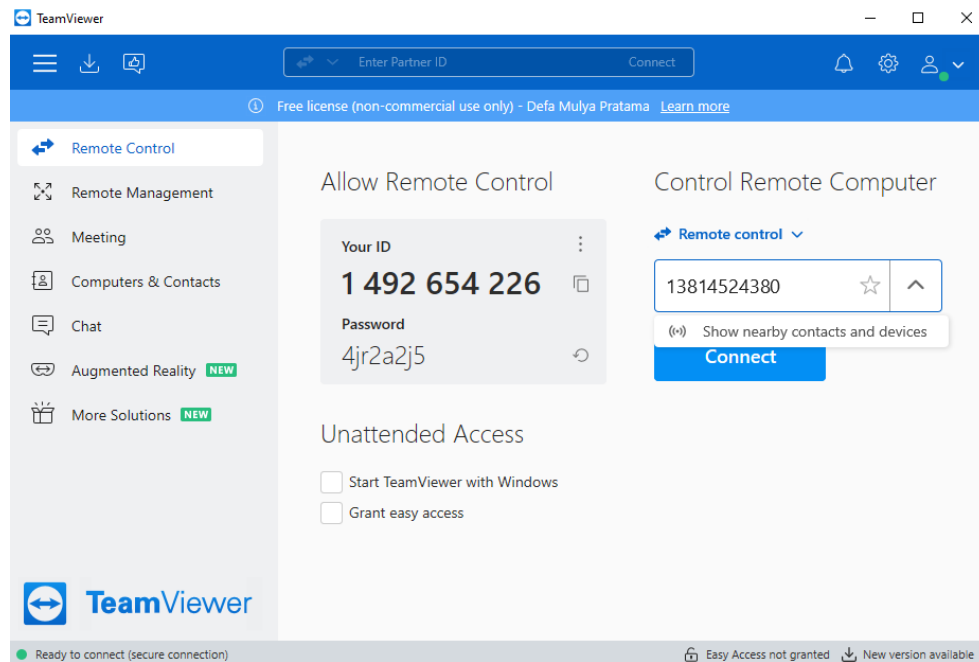 TeamViewer
Enter Partner ID Connect
Free license (non-commercial use only) - Defa Mulya Pratama Learn more
Remote Control
Remote Management
Meeting
Computers & Contacts
Chat
Augmented Reality NEW
More Solutions NEW
TeamViewer
Allow Remote Control
Your ID
1 492 654 226
Password
4jr2a2j5
Unattended Access
Start TeamViewer with Windows
Grant easy access
Control Remote Computer
Remote control
13814524380
Show nearby contacts and devices
Connect
Ready to connect (secure connection)
Easy Access not granted
New version available